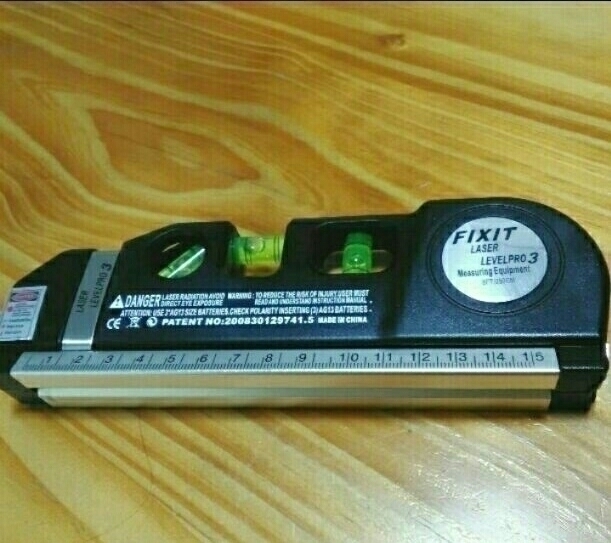 FIXIT
LASER
LEVELPRO 3
Measuring Equipment
LASER
LEVELPRO 3
DANGER LASER RADIATION AVOID DIRECT EYE EXPOSURE
WARNING: TO REDUCE THE RISK OF INJURY, USER MUST READ AND UNDERSTAND INSTRUCTION MANUAL.
ATTENTION: USE 3*AG13 SIZE BATTERIES. CHECK POLARITY INSERTING (3) AG13 BATTERIES.
CE PATENT NO:200830129741.5 MADE IN CHINA
1 2 3 4 5 6 7 8 9 10 11 12 13 14 15